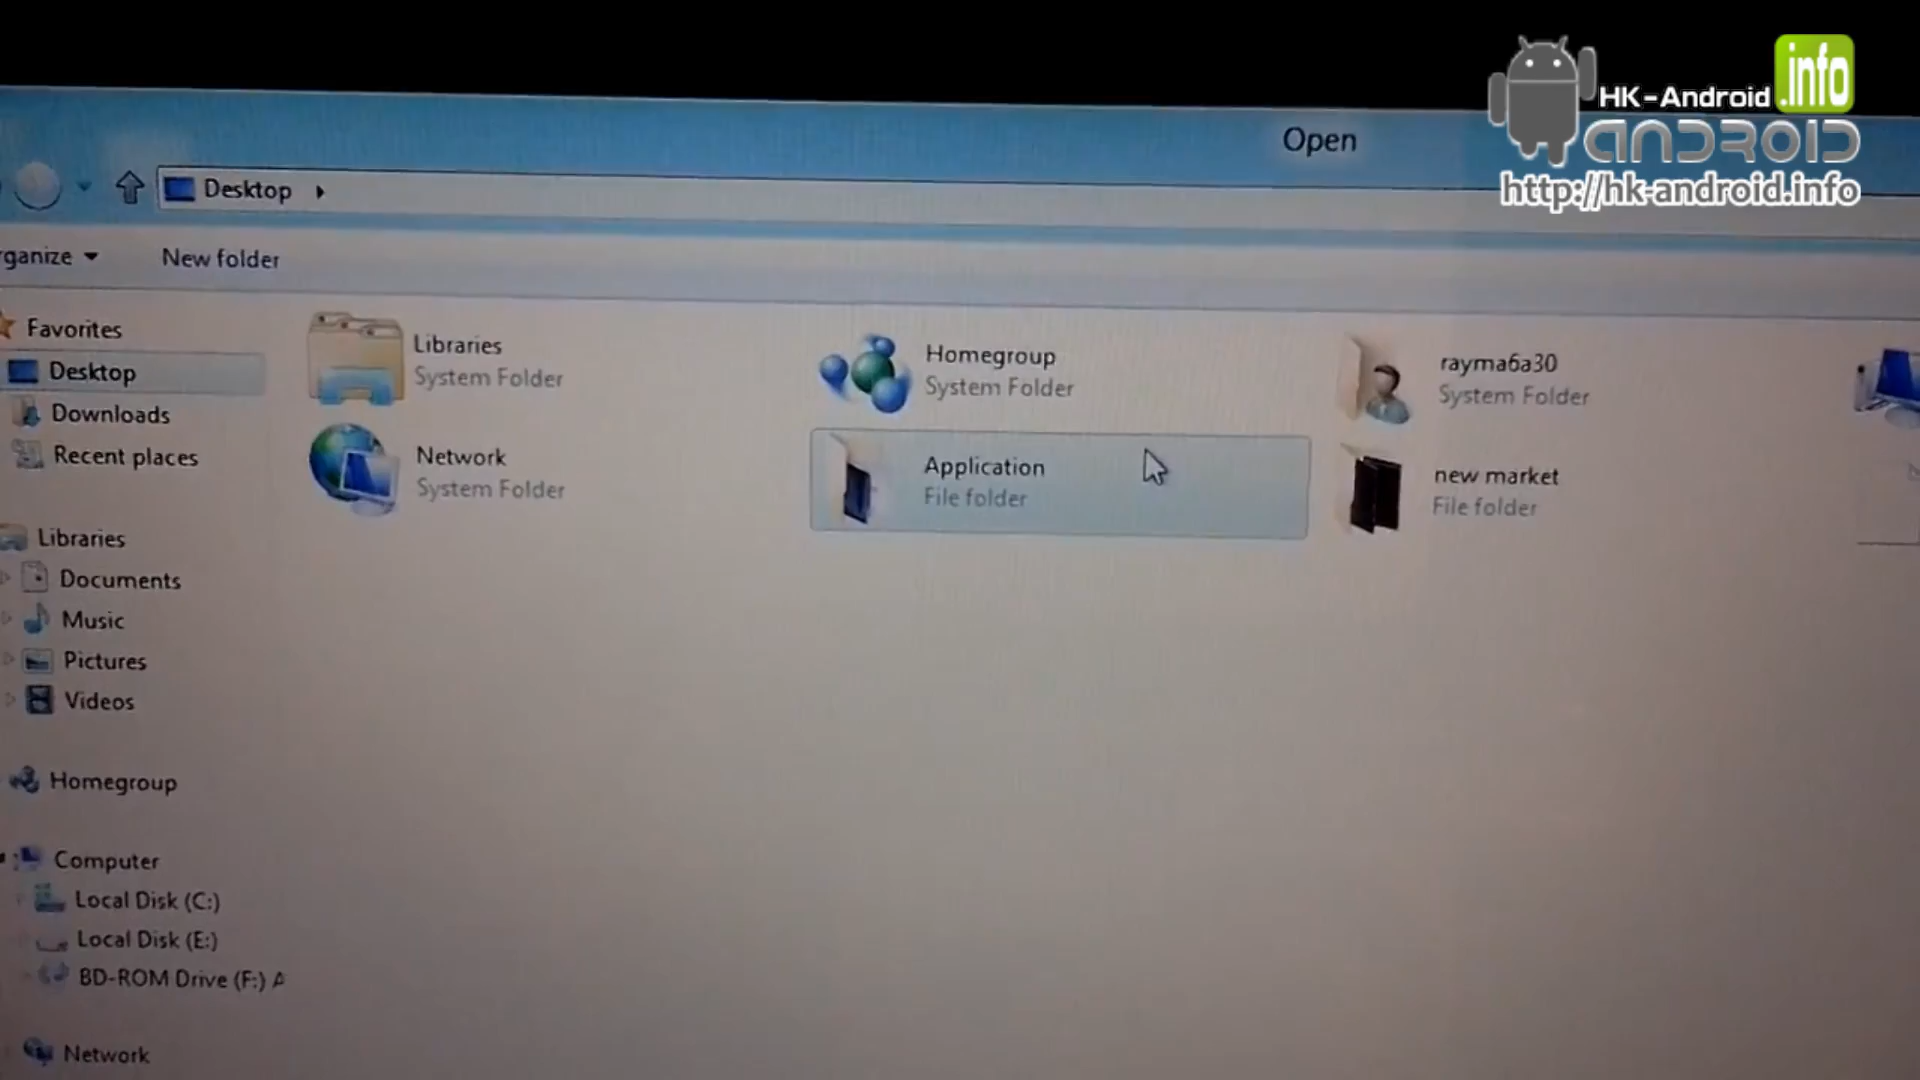 HK-Android .info
ANDROID
http://hk-android.info
Open
Desktop
New folder
Favorites
Desktop
Downloads
Recent places
Libraries
Documents
Music
Pictures
Videos
Homegroup
Computer
Local Disk (C:)
Local Disk (E:)
BD-ROM Drive (F:) A
Network
Libraries
System Folder
Homegroup
System Folder
rayma6a30
System Folder
Network
System Folder
Application
File folder
new market
File folder